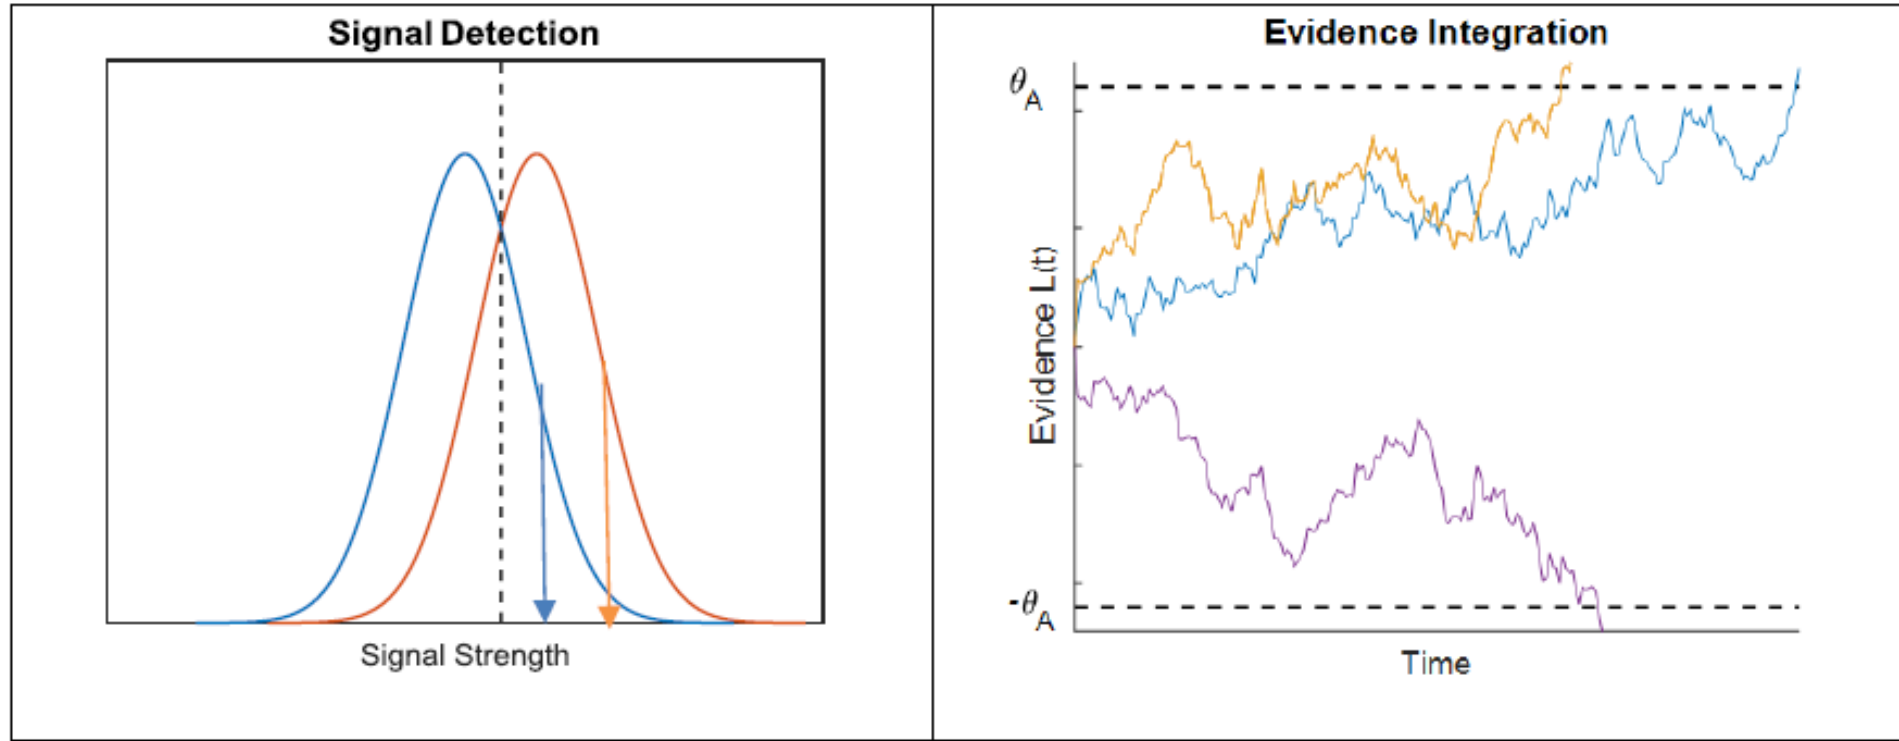 Signal Detection
Signal Strength
Evidence Integration
θA
Evidence L(t)
-θA
Time